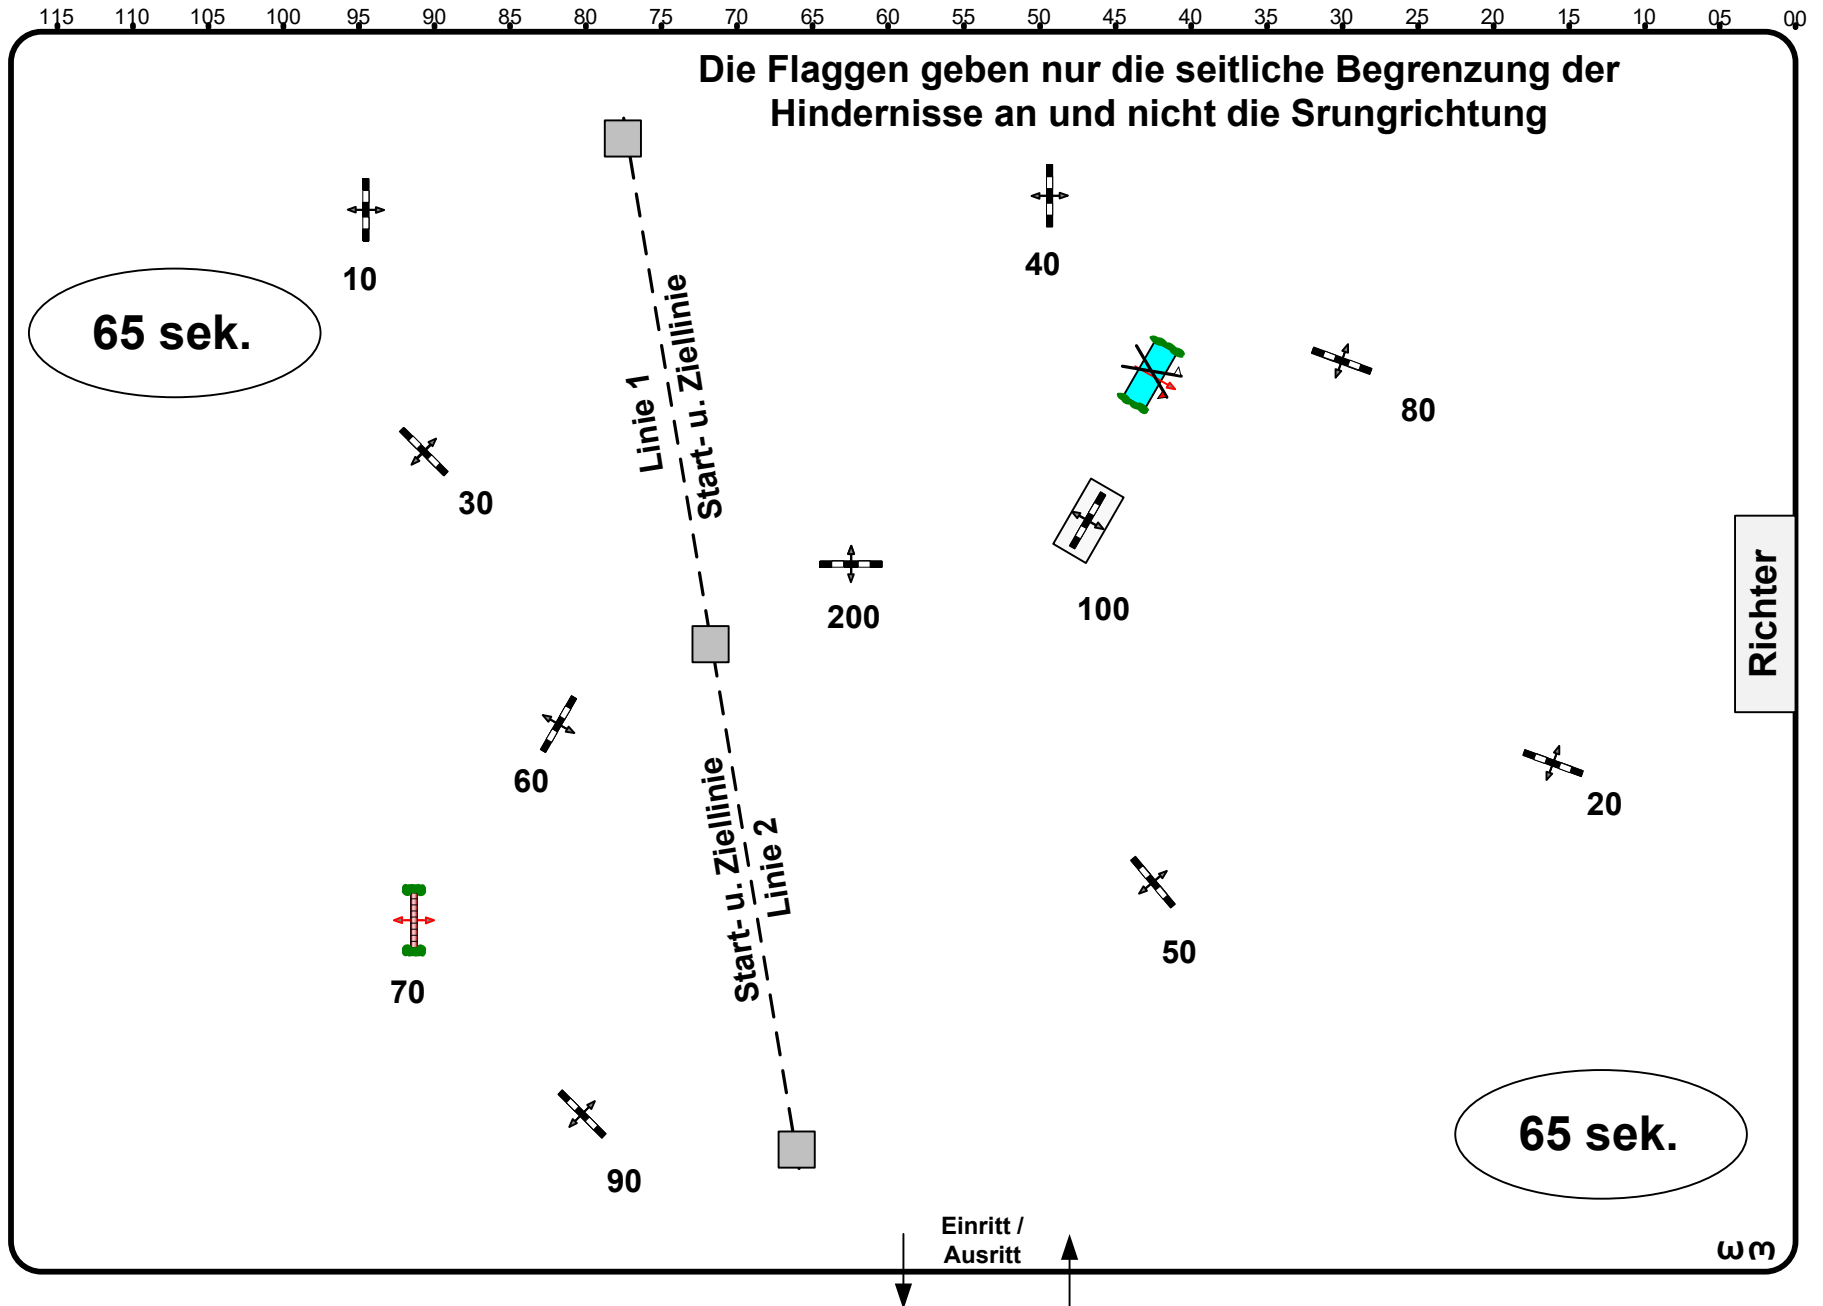 115 110 105 100 95 90 85 80 75 70 65 60 55 50 45 40 35 30 25 20 15 10 05 00
Die Flaggen geben nur die seitliche Begrenzung der
Hindernisse an und nicht die Srungrichtung
10
40
65 sek.
Linie 1
Start- u. Ziellinie
80
30
100
200
Richter
60
20
Start- u. Ziellinie
Linie 2
50
70
65 sek.
90
Einritt /
Ausritt